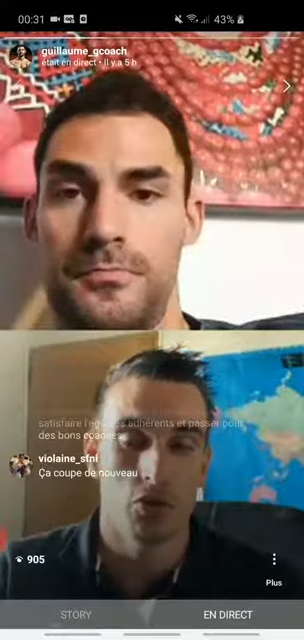 00:31
43%
guillaume_gcoach
était en direct • Il y a 5 h
satisfaire l'égo des adhérents et passer pour
des bons coaches
violaine_sfnl
Ça coupe de nouveau
905
Plus
STORY
EN DIRECT